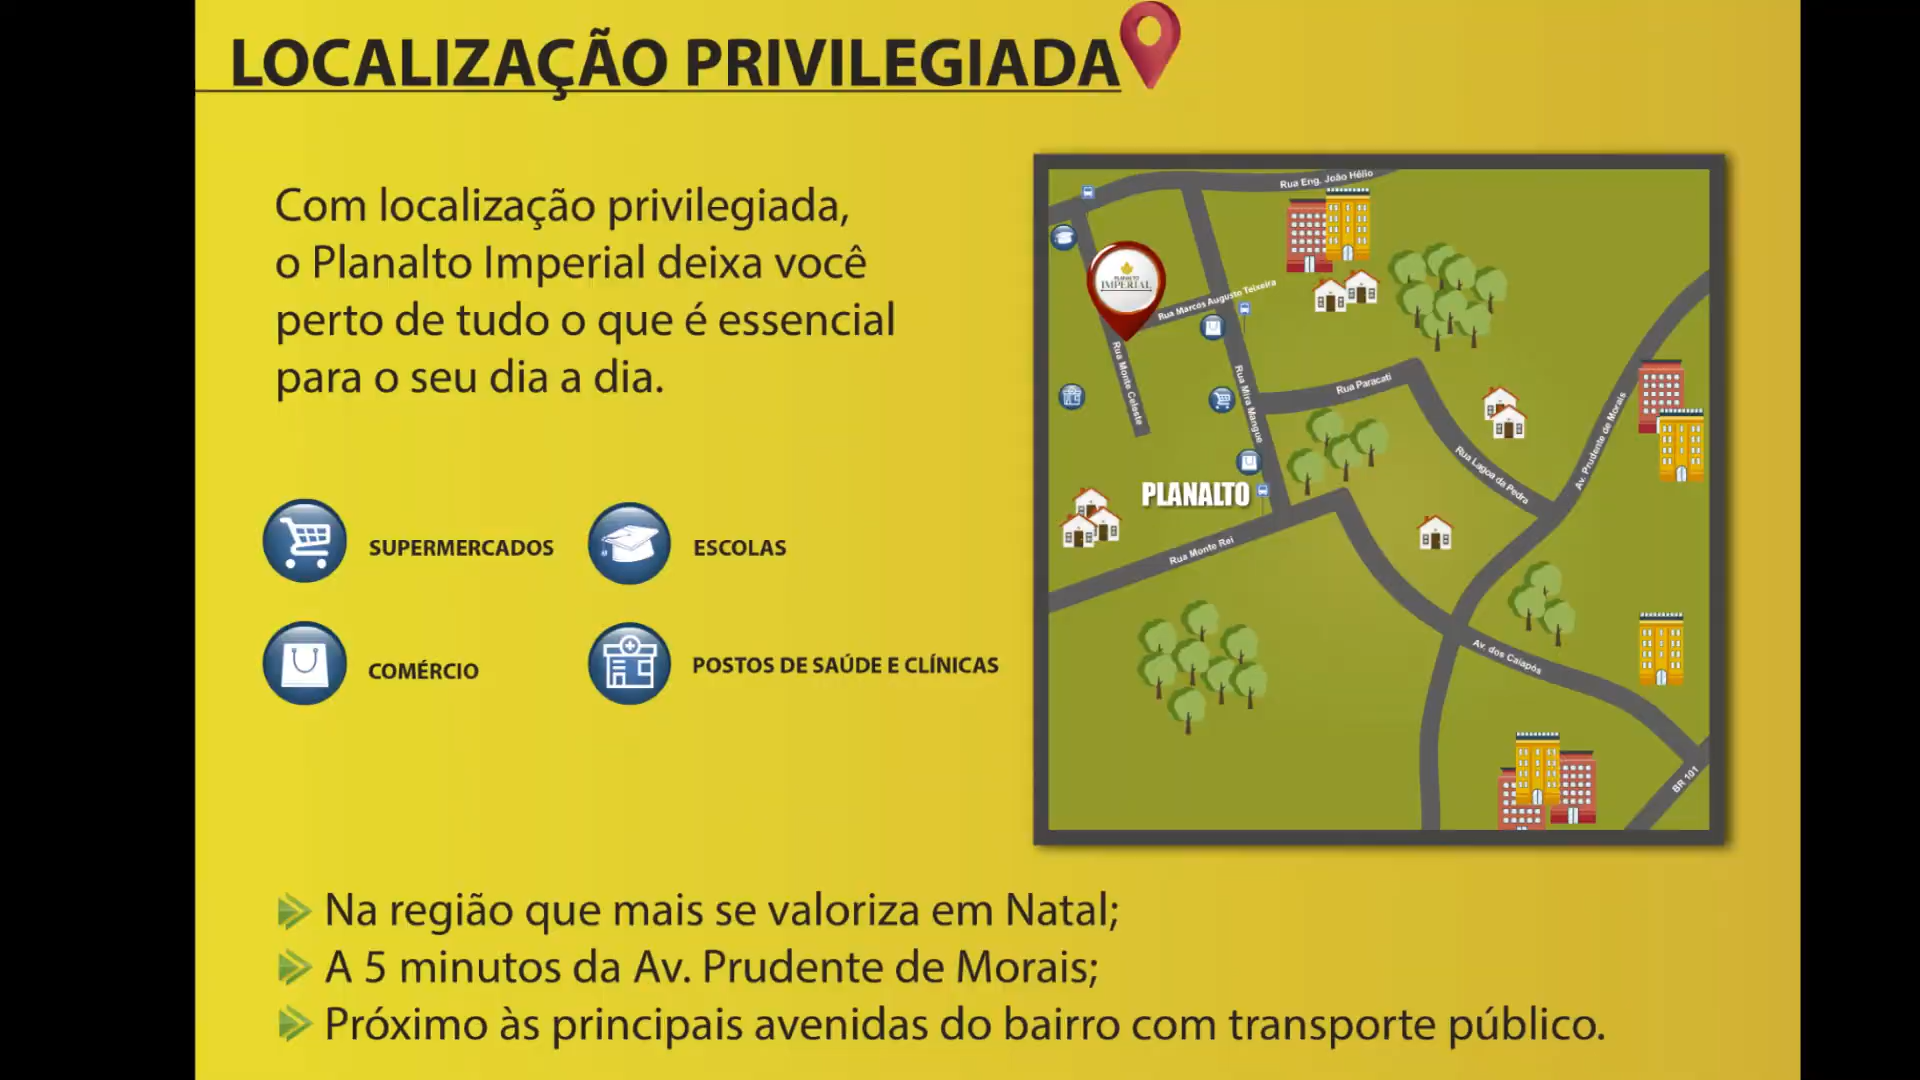 LOCALIZAÇÃO PRIVILEGIADA
Com localização privilegiada,
o Planalto Imperial deixa você
perto de tudo o que é essencial
para o seu dia a dia.
SUPERMERCADOS
ESCOLAS
COMÉRCIO
POSTOS DE SAÚDE E CLÍNICAS
Rua Eng. João Hélio
PLANALTO
IMPERIAL
Rua Marcos Augusto Teixeira
Rua Monte Celeste
Rua Mira Mangue
Rua Paracati
Av. Prudente de Morais
Rua Lagoa da Pedra
PLANALTO
Rua Monte Rei
Av. dos Caiapós
BR 101
Na região que mais se valoriza em Natal;
A 5 minutos da Av. Prudente de Morais;
Próximo às principais avenidas do bairro com transporte público.